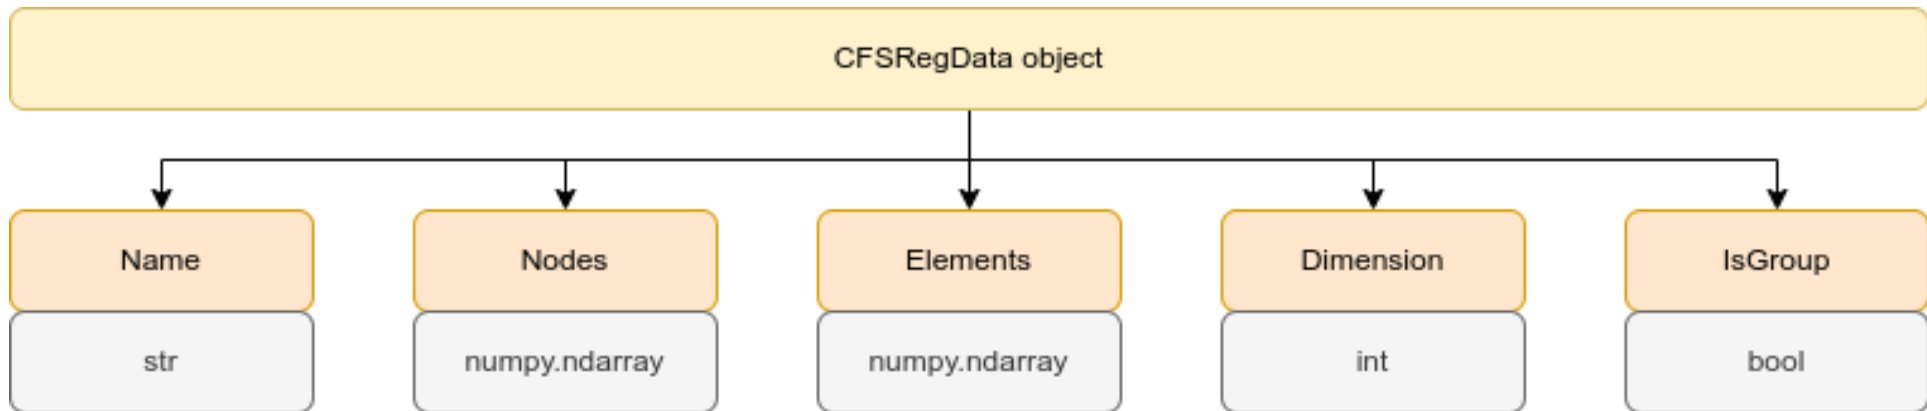 CFSRegData object
Name
Nodes
Elements
Dimension
IsGroup
str
numpy.ndarray
numpy.ndarray
int
bool